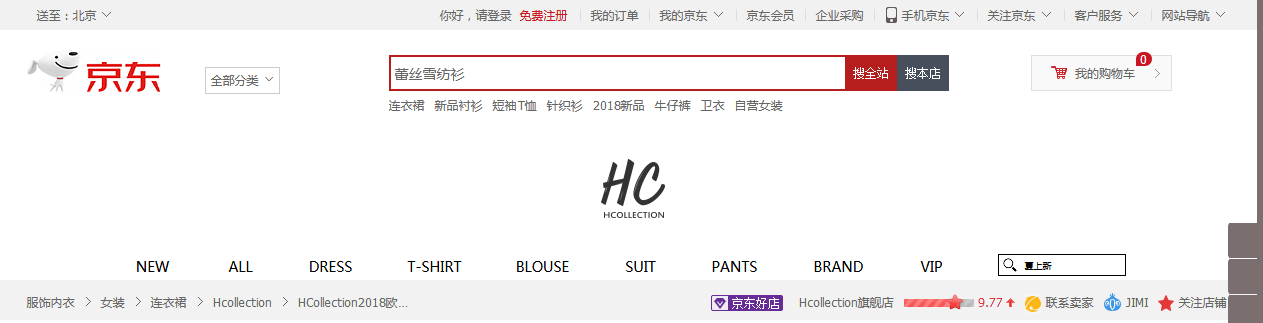 送至：北京 你好，请登录 免费注册 我的订单 我的京东 京东会员 企业采购 手机京东 关注京东 客户服务 网站导航
京东 全部分类 蕾丝雪纺衫 搜全站 搜本店 我的购物车 0
连衣裙 新品衬衫 短袖T恤 针织衫 2018新品 牛仔裤 卫衣 自营女装
HC
HCOLLECTION
NEW ALL DRESS T-SHIRT BLOUSE SUIT PANTS BRAND VIP 夏上新
服饰内衣 女装 连衣裙 Hcollection HCollection2018欧... 京东好店 Hcollection旗舰店 9.77 联系卖家 JIMI 关注店铺